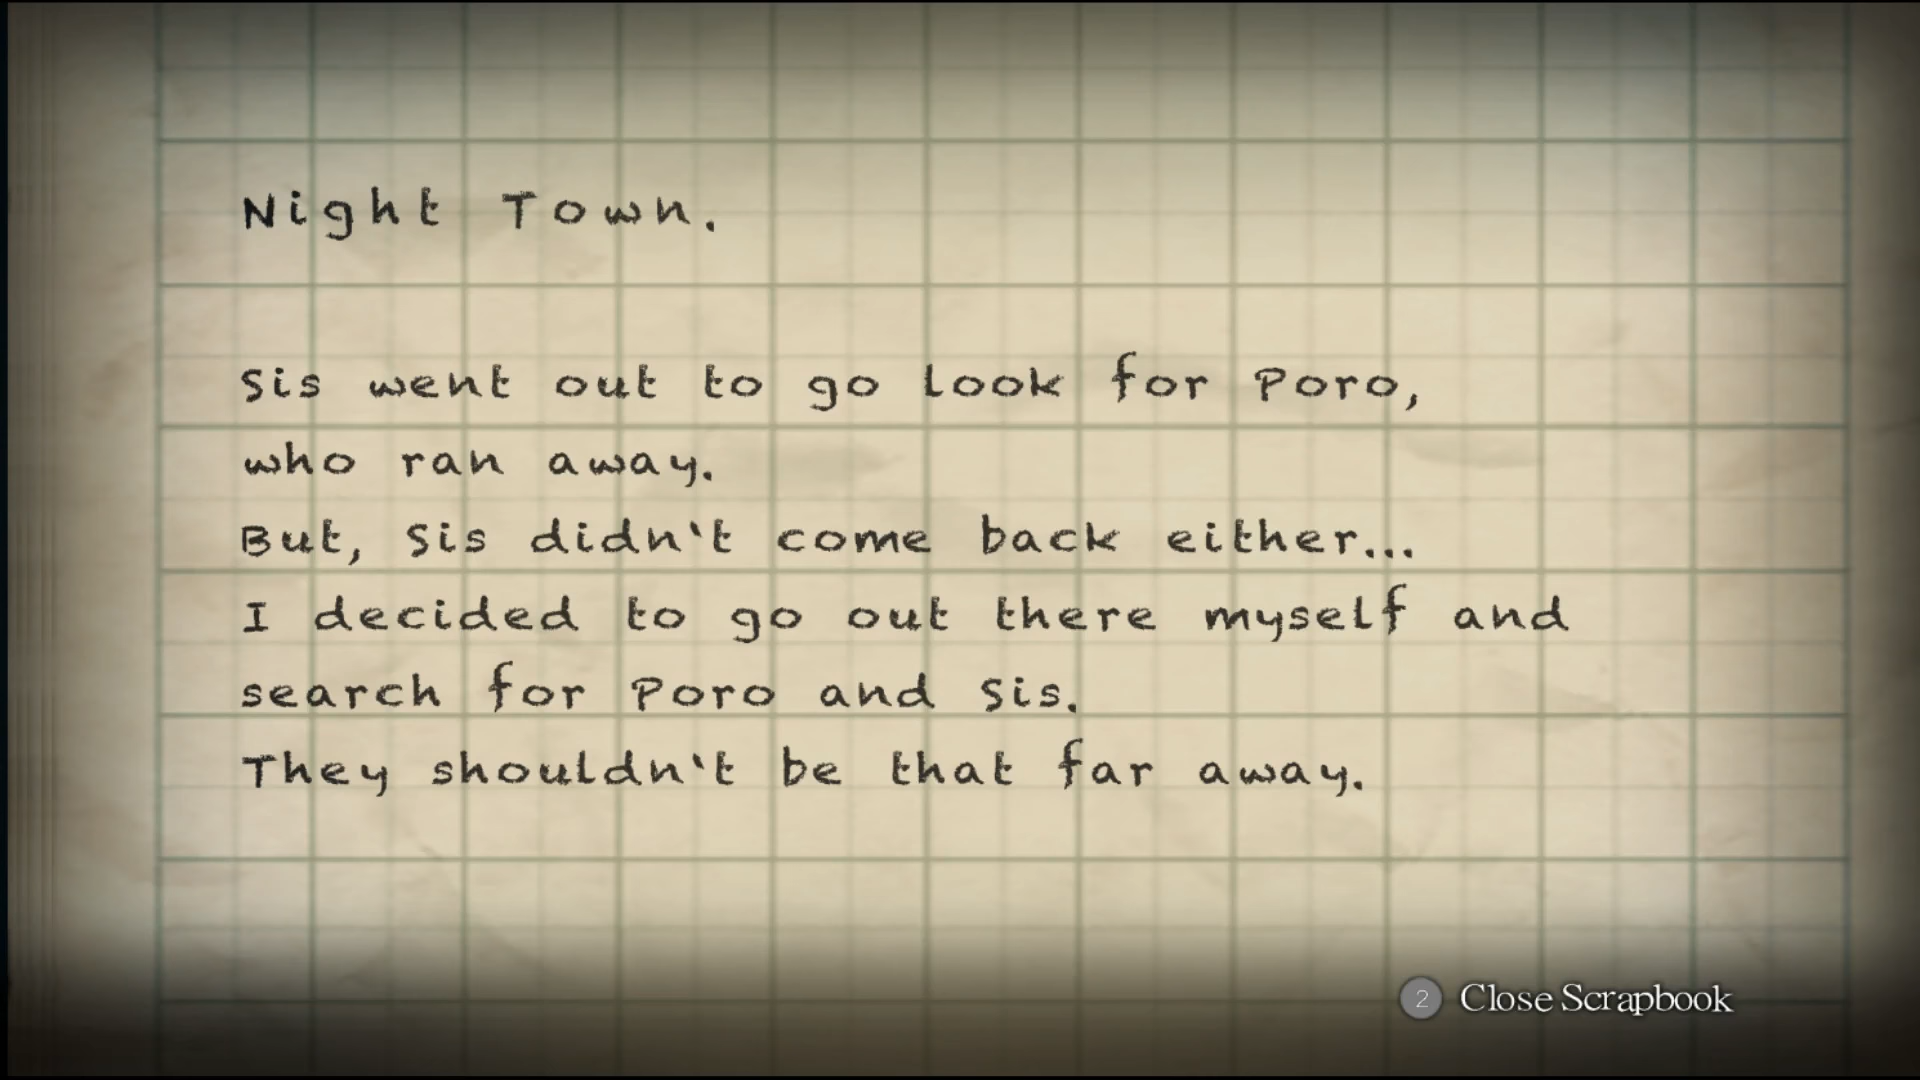 Night Town.
Sis went out to go look for Poro,
who ran away.
But, Sis didn't come back either...
I decided to go out there myself and
search for Poro and Sis.
They shouldn't be that far away.
2 Close Scrapbook